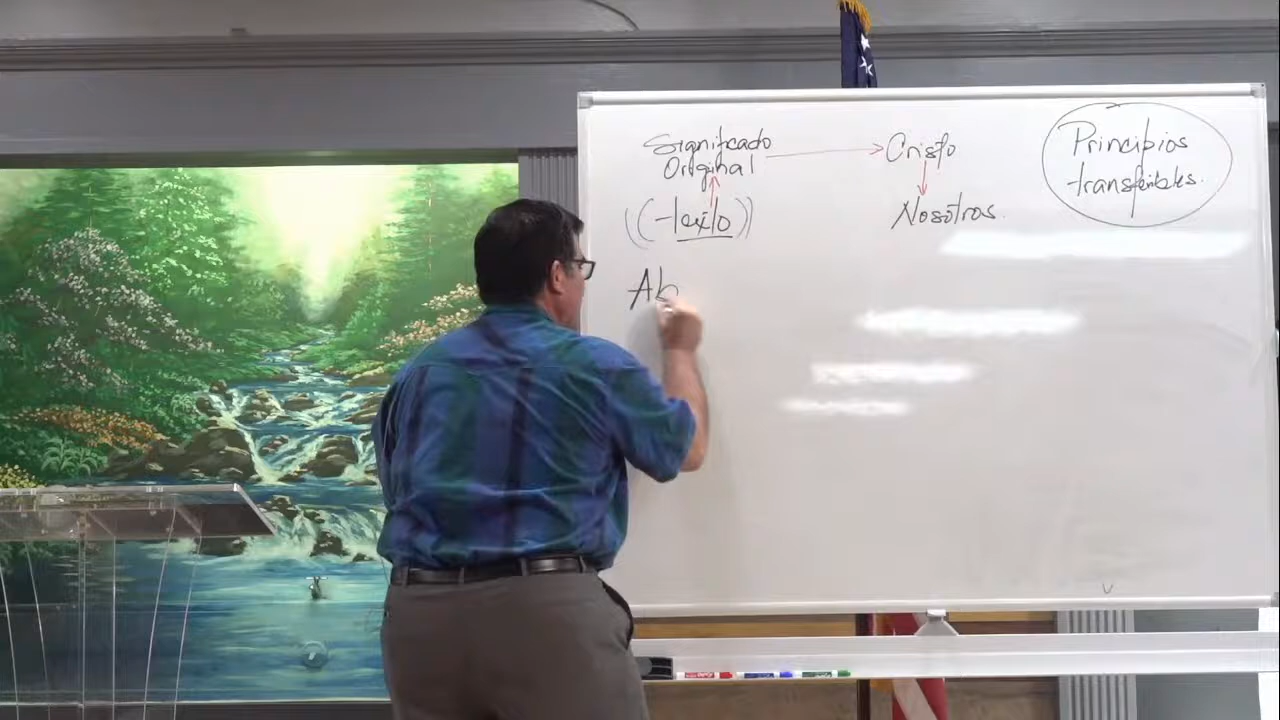 Significado
Original
((texto))
Ab
Cristo
Nosotros.
Principios
transferibles.